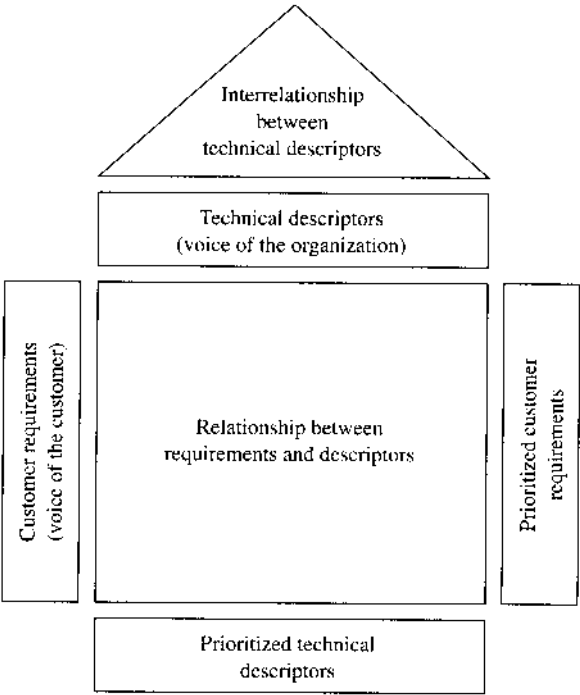 Interrelationship
between
technical descriptors
Technical descriptors
(voice of the organization)
Customer requirements
(voice of the customer)
Relationship between
requirements and descriptors
Prioritized customer
requirements
Prioritized technical
descriptors